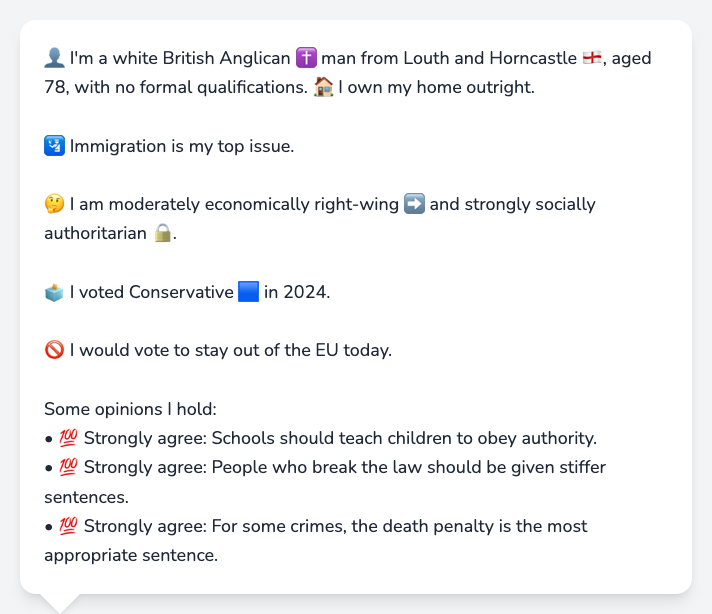 👤 I'm a white British Anglican ✝️ man from Louth and Horncastle 🏴󠁧󠁢󠁥󠁮󠁧󠁿, aged
78, with no formal qualifications. 🏠 I own my home outright.
🛂 Immigration is my top issue.
🤔 I am moderately economically right-wing ➡️ and strongly socially
authoritarian 🔒.
🗳️ I voted Conservative 🟦 in 2024.
🚫 I would vote to stay out of the EU today.
Some opinions I hold:
• 💯 Strongly agree: Schools should teach children to obey authority.
• 💯 Strongly agree: People who break the law should be given stiffer
sentences.
• 💯 Strongly agree: For some crimes, the death penalty is the most
appropriate sentence.